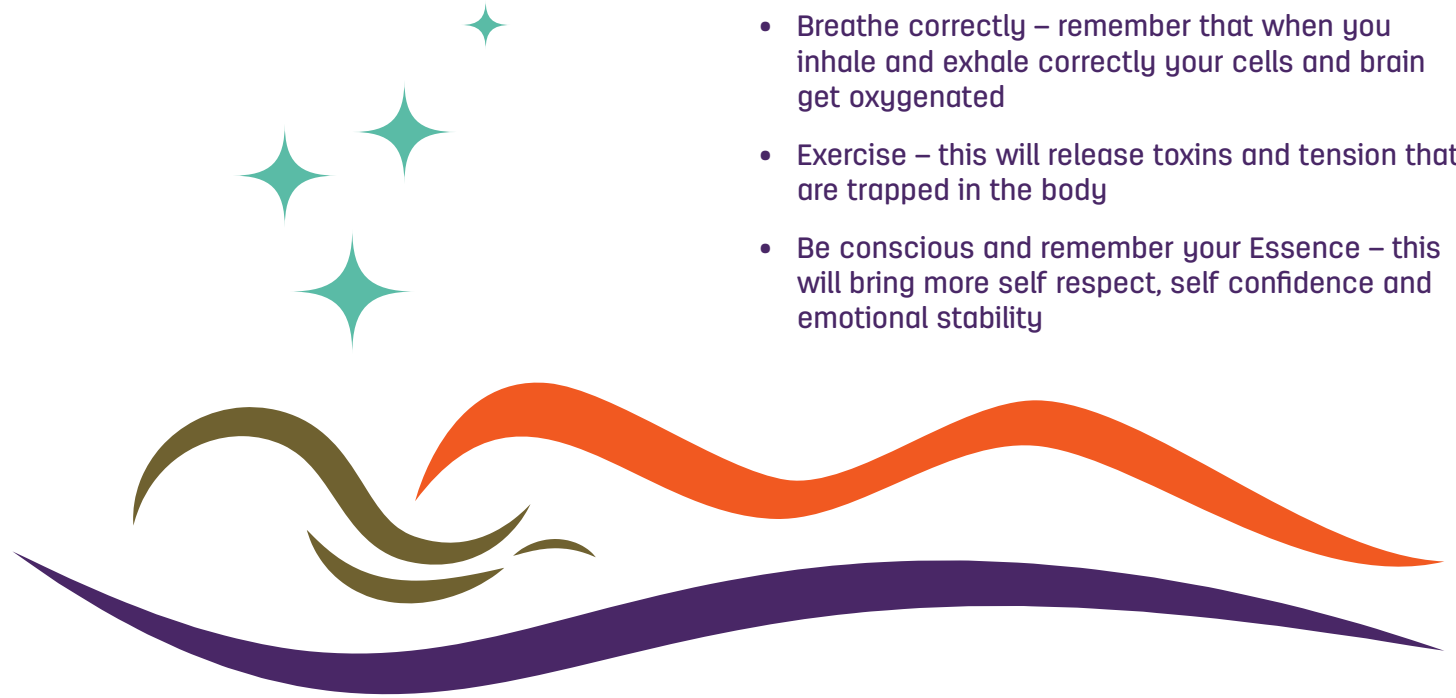 • Breathe correctly – remember that when you
inhale and exhale correctly your cells and brain
get oxygenated
• Exercise – this will release toxins and tension that
are trapped in the body
• Be conscious and remember your Essence – this
will bring more self respect, self confidence and
emotional stability